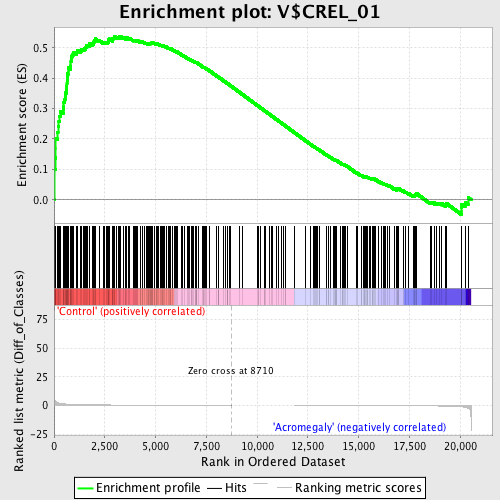 Enrichment plot: V$CREL_01
Enrichment score (ES)
0.5
0.4
0.3
0.2
0.1
0.0
Ranked list metric (Diff_of_Classes)
75
50
25
0
-25
'Control' (positively correlated)
Zero cross at 8710
'Acromegaly' (negatively correlated)
0
2,500
5,000
7,500
10,000
12,500
15,000
17,500
20,000
Rank in Ordered Dataset
Enrichment profile
Hits
Ranking metric scores